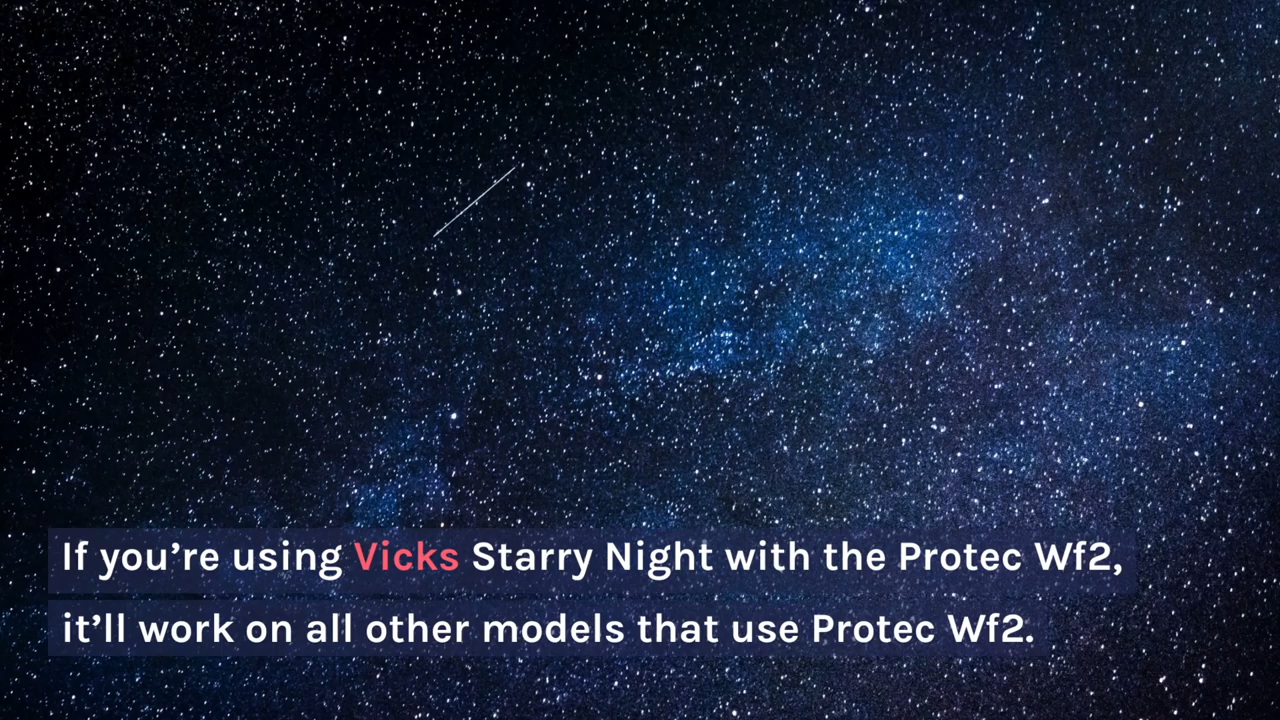 If you’re using Vicks Starry Night with the Protec Wf2,
it’ll work on all other models that use Protec Wf2.